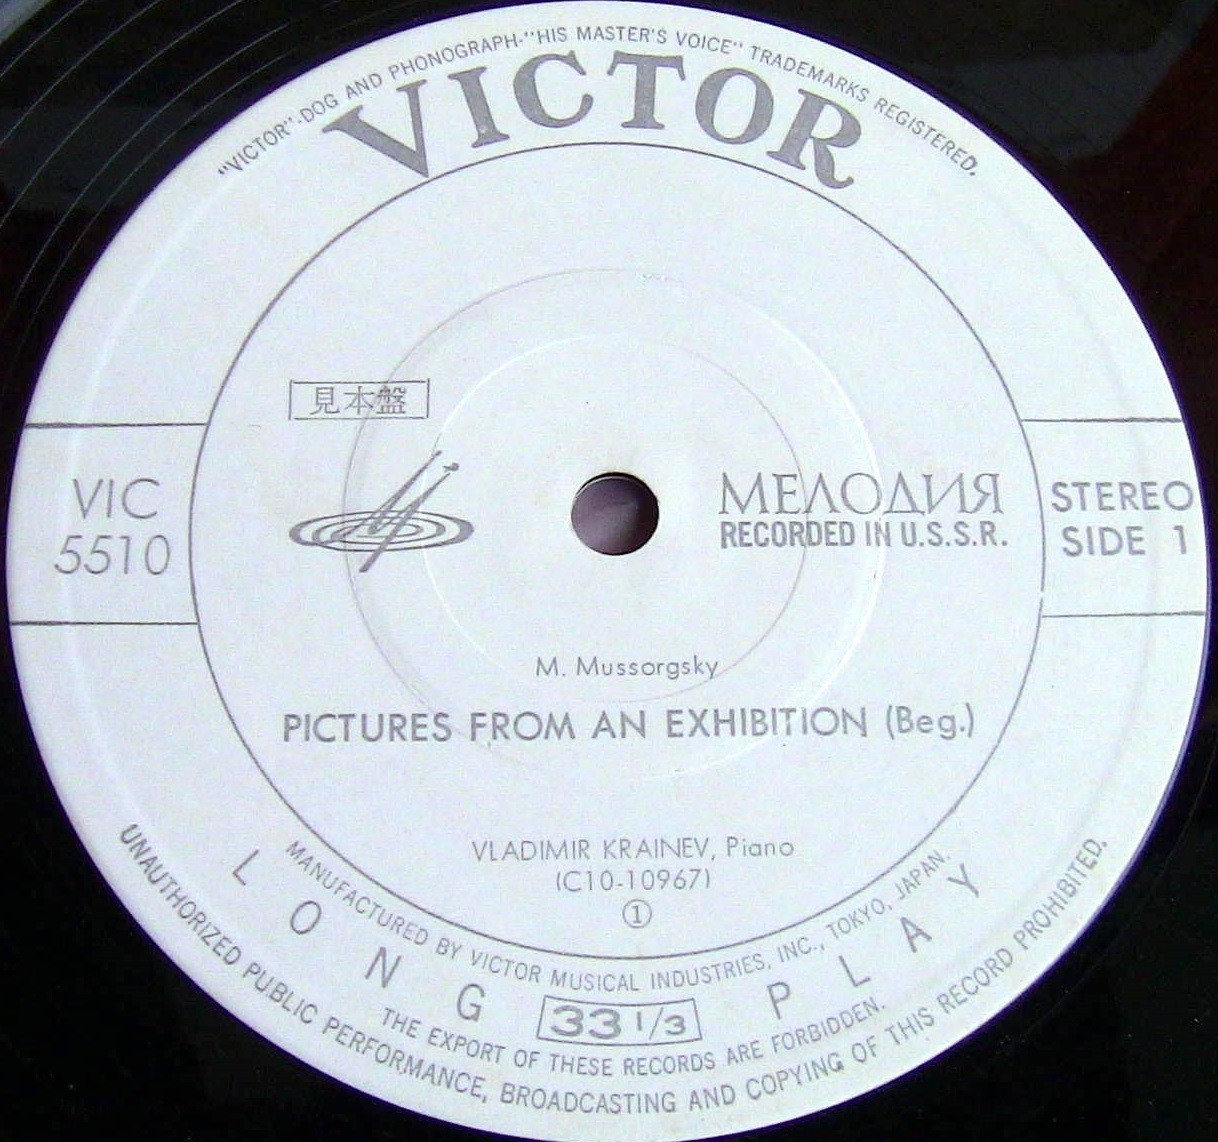 "VICTOR"-DOG AND PHONOGRAPH-"HIS MASTER'S VOICE" TRADEMARKS REGISTERED.
VICTOR
見本盤
VIC
5510
МЕЛОДИЯ
RECORDED IN U.S.S.R.
STEREO
SIDE 1
M. Mussorgsky
PICTURES FROM AN EXHIBITION (Beg.)
VLADIMIR KRAINEV, Piano
(C10-10967)
①
MANUFACTURED BY VICTOR MUSICAL INDUSTRIES, INC., TOKYO, JAPAN.
LONG 33 1/3 PLAY
THE EXPORT OF THESE RECORDS ARE FORBIDDEN.
UNAUTHORIZED PUBLIC PERFORMANCE, BROADCASTING AND COPYING OF THIS RECORD PROHIBITED.